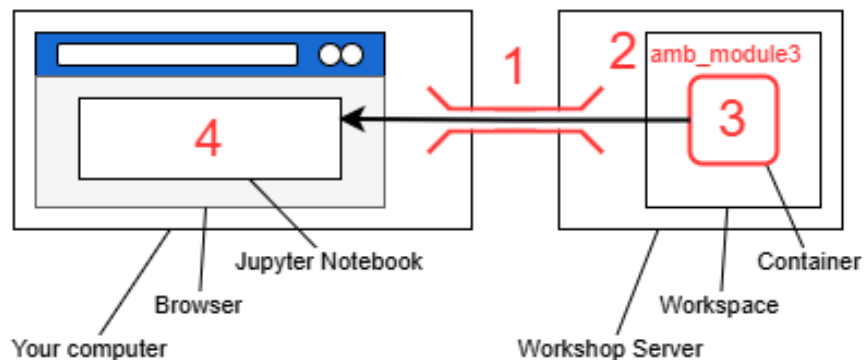 1
2
amb_module3
3
4
Jupyter Notebook
Container
Browser
Workspace
Your computer
Workshop Server